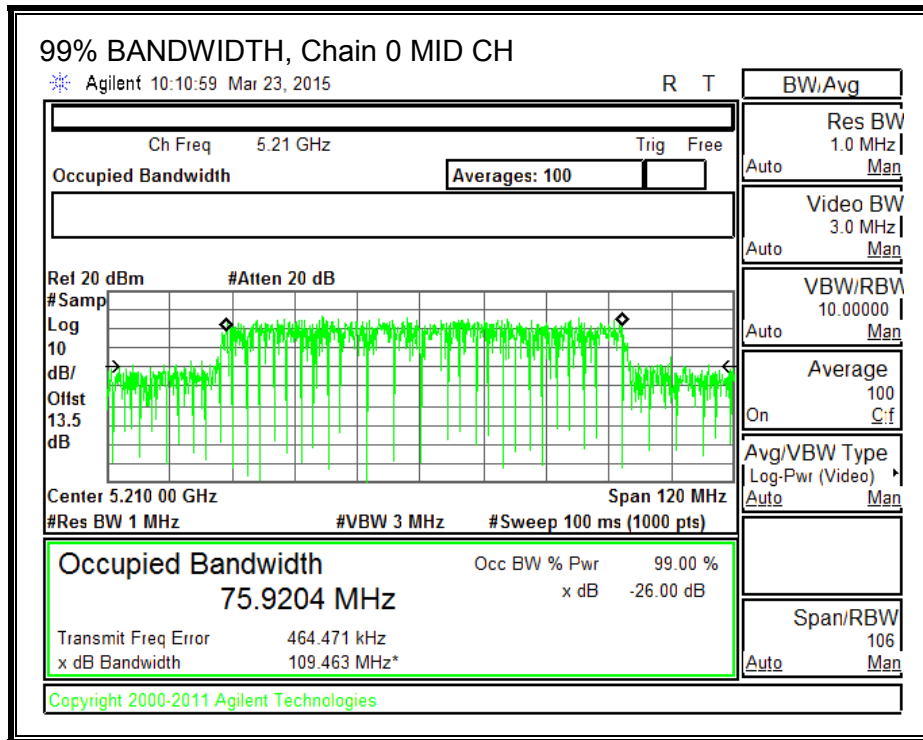 99% BANDWIDTH, Chain 0 MID CH
Agilent 10:10:59 Mar 23, 2015 R T
Ch Freq 5.21 GHz Trig Free
Occupied Bandwidth Averages: 100
Ref 20 dBm #Atten 20 dB
#Samp
Log
10
dB/
Offst
13.5
dB
Center 5.210 00 GHz Span 120 MHz
#Res BW 1 MHz #VBW 3 MHz #Sweep 100 ms (1000 pts)
Occupied Bandwidth Occ BW % Pwr 99.00 %
75.9204 MHz x dB -26.00 dB
Transmit Freq Error 464.471 kHz
x dB Bandwidth 109.463 MHz*
Copyright 2000-2011 Agilent Technologies
BW/Avg
Res BW
1.0 MHz
Auto Man
Video BW
3.0 MHz
Auto Man
VBW/RBW
10.00000
Auto Man
Average
100
On Off
Avg/VBW Type
Log-Pwr (Video)
Auto Man
Span/RBW
106
Auto Man